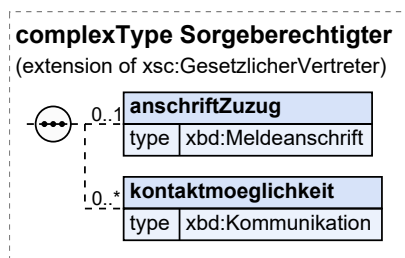 complexType Sorgeberechtigter
(extension of xsc:GesetzlicherVertreter)
0..1 anschriftZuzug
type xbd:Meldeanschrift
0..* kontaktmoeglichkeit
type xbd:Kommunikation